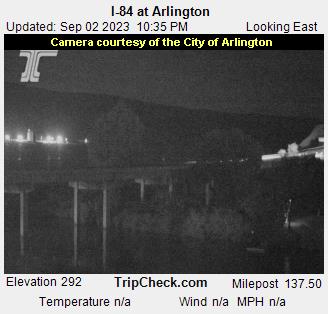 I-84 at Arlington
Updated: Sep 02 2023 10:35 PM Looking East
Camera courtesy of the City of Arlington
Elevation 292 TripCheck.com Milepost 137.50
Temperature n/a Wind n/a MPH n/a